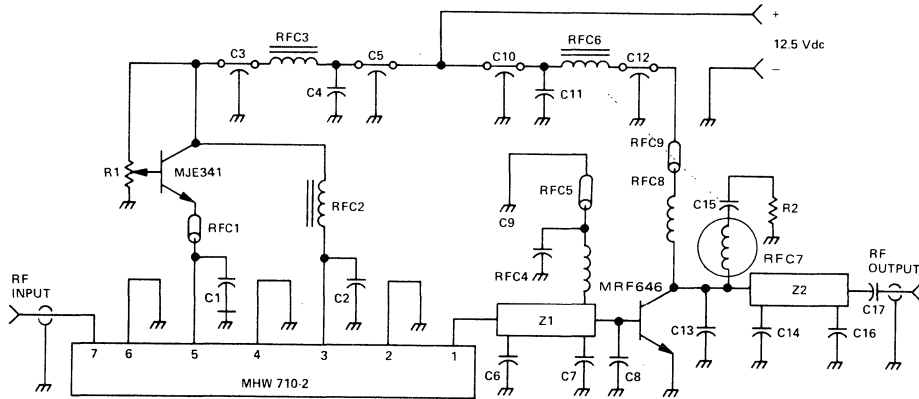 +
RFC3
RFC6
C3
C5
C10
C12
12.5 Vdc
−
C4
C11
RFC9
R1
MJE341
RFC5
RFC8
C15
R2
RFC2
C9
RFC1
RFC7
RF
INPUT
RFC4
RF
OUTPUT
C1
C2
MRF646
Z2
C17
Z1
C13
C14
C16
7
6
5
4
3
2
1
C6
C7
C8
MHW 710-2